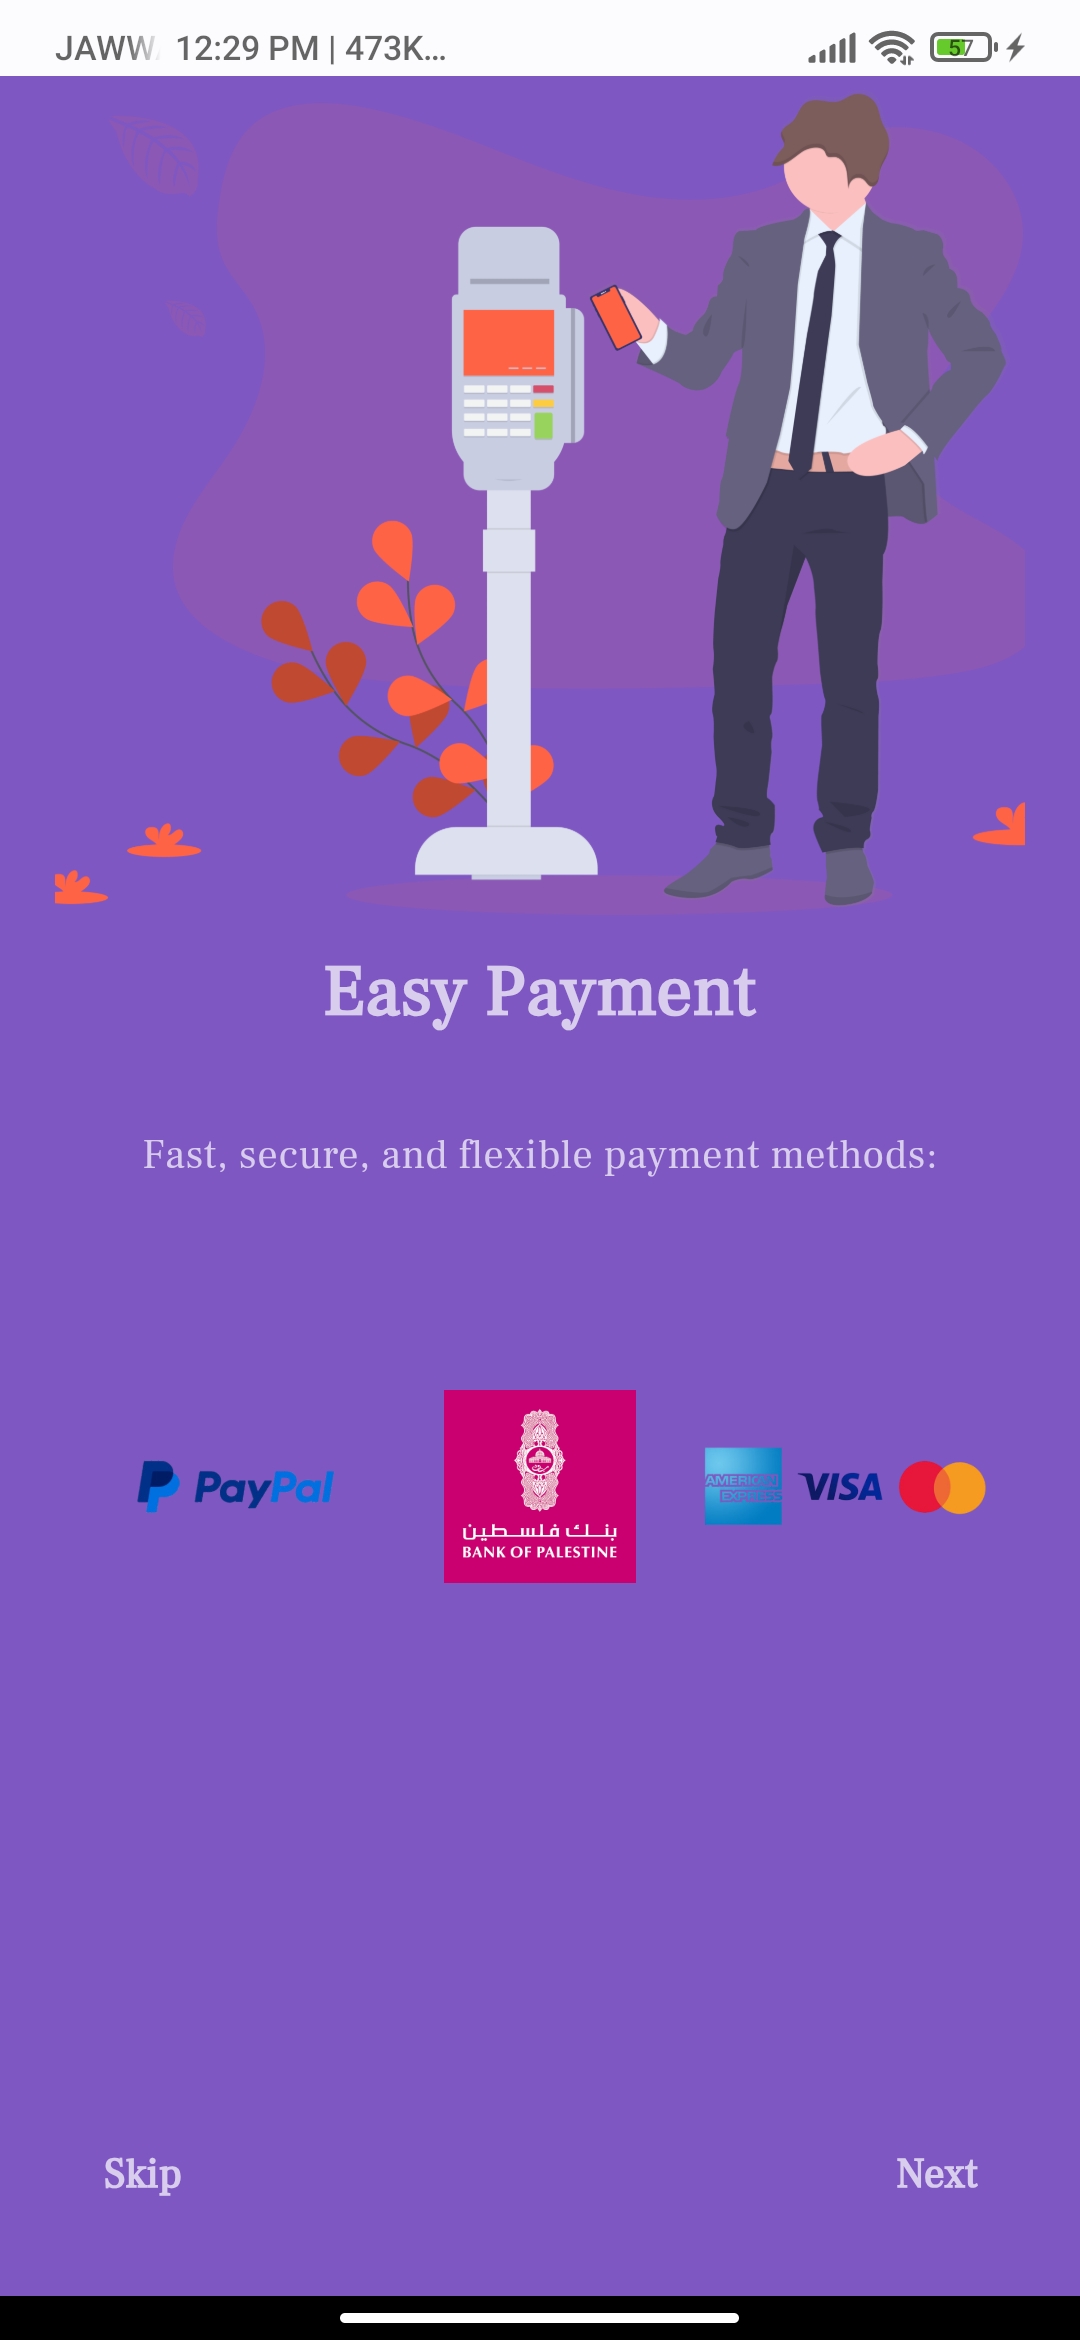 JAWW 12:29 PM | 473K...
57
Easy Payment
Fast, secure, and flexible payment methods:
PayPal
بنك فلسطين
BANK OF PALESTINE
AMERICAN
EXPRESS
VISA
Skip
Next